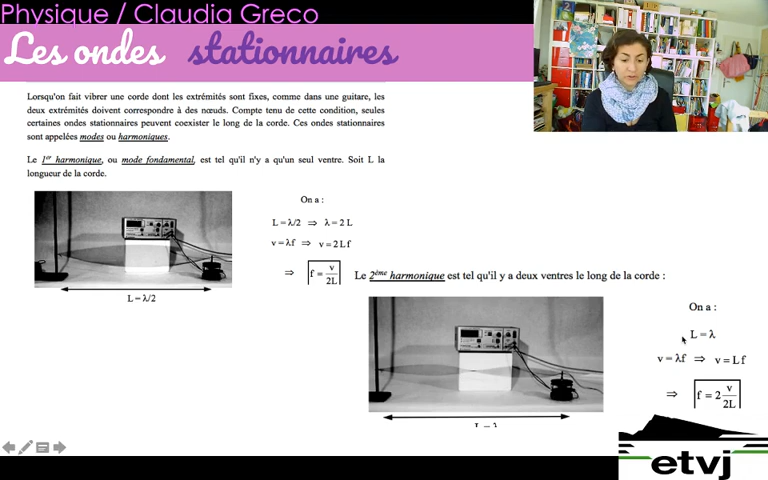 Physique / Claudia Greco
Les ondes stationnaires
Lorsqu'on fait vibrer une corde dont les extrémités sont fixes, comme dans une guitare, les
deux extrémités doivent correspondre à des nœuds. Compte tenu de cette condition, seules
certaines ondes stationnaires peuvent coexister le long de la corde. Ces ondes stationnaires
sont appelées modes ou harmoniques.
Le 1er harmonique, ou mode fondamental, est tel qu'il n'y a qu'un seul ventre. Soit L la
longueur de la corde.
On a :
L = λ/2 ⇒ λ = 2 L
v = λf ⇒ v = 2 L f
⇒ f = v/2L
L = λ/2
Le 2ème harmonique est tel qu'il y a deux ventres le long de la corde :
On a :
L = λ
v = λf ⇒ v = L f
⇒ f = 2 v/2L
L = λ
etvj